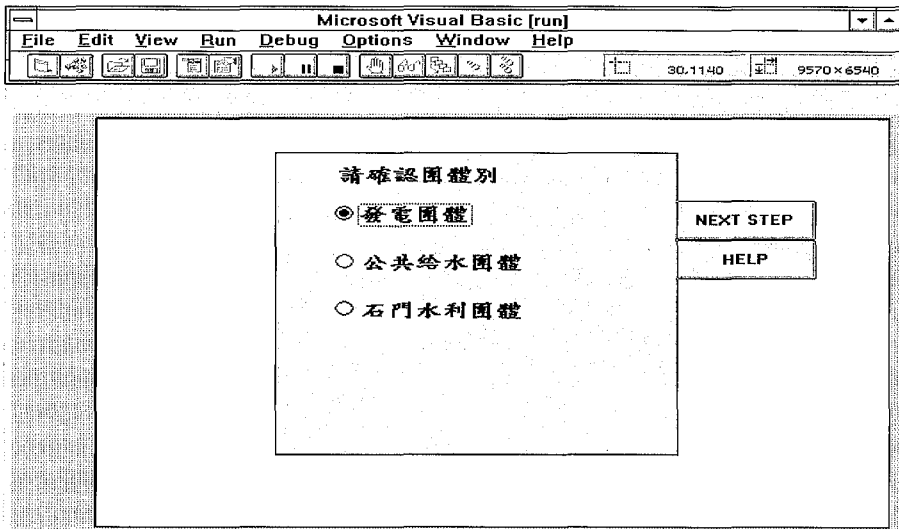 Microsoft Visual Basic [run]
File Edit View Run Debug Options Window Help
30,1140 9570×6540
請確認團體別
發電團體
NEXT STEP
公共給水團體
HELP
石門水利團體